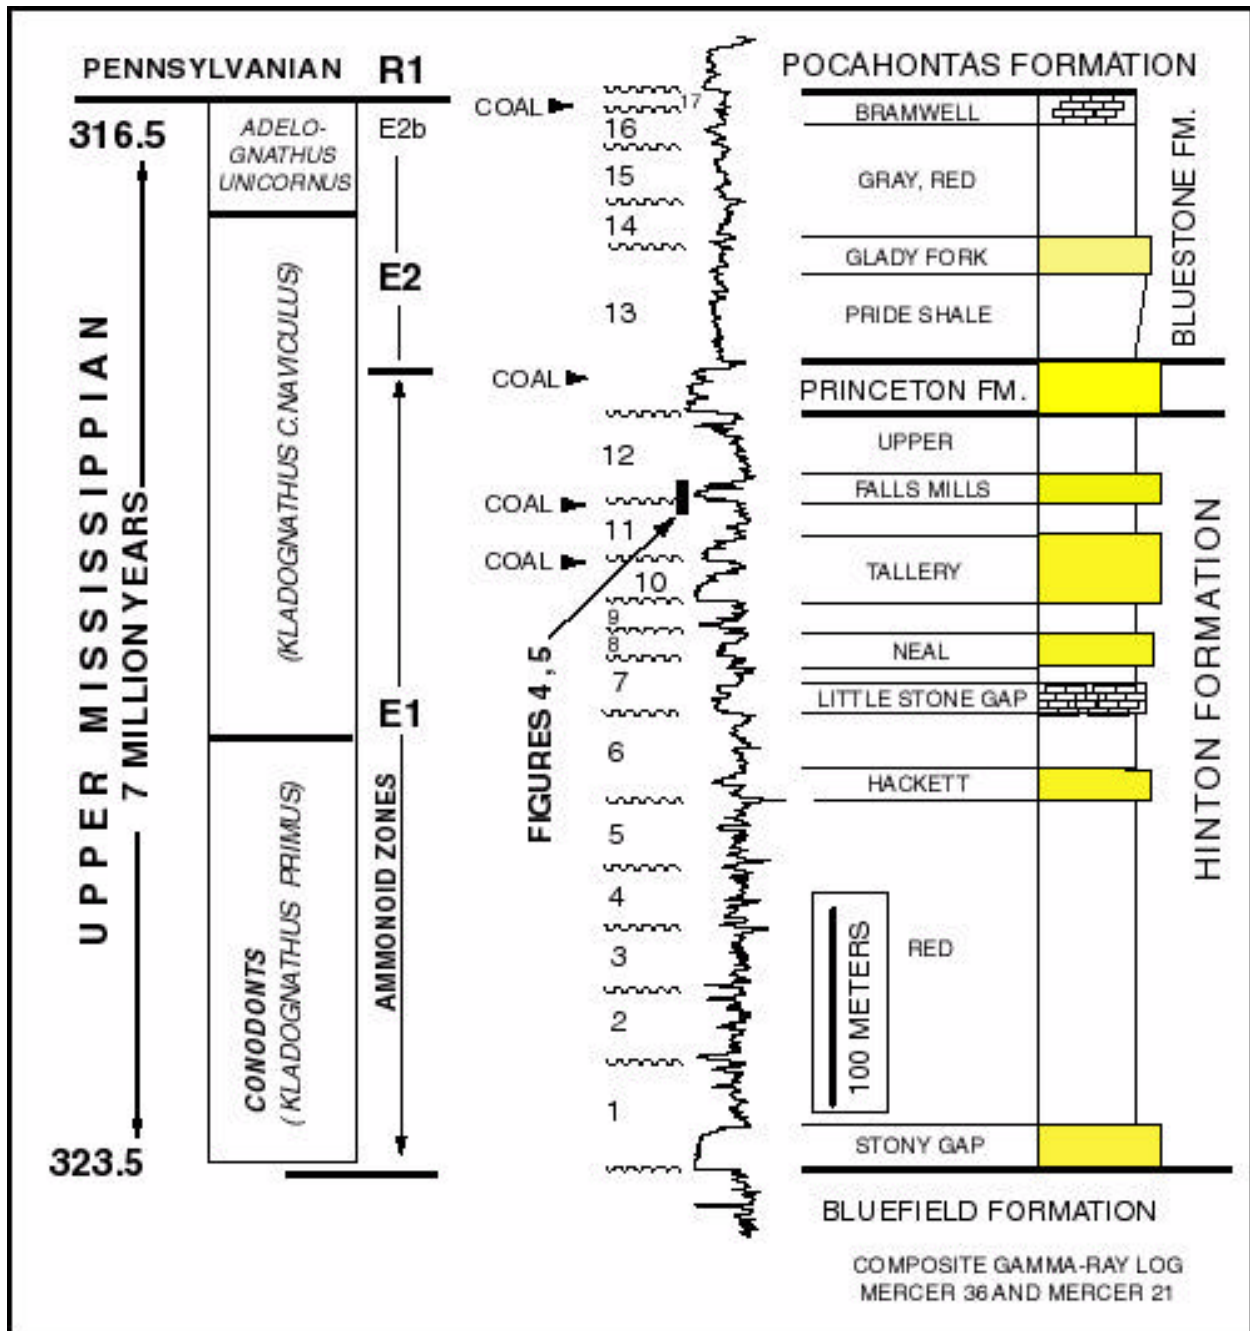 PENNSYLVANIAN R1
316.5
ADELO-
GNATHUS
UNICORNUS
E2b
E2
(KLADOGNATHUS C.NAVICULUS)
UPPER MISSISSIPPIAN
7 MILLION YEARS
E1
AMMONOID ZONES
CONODONTS
(KLADOGNATHUS PRIMUS)
323.5
COAL
COAL
COAL
COAL
FIGURES 4, 5
17
16
15
14
13
12
11
10
9
8
7
6
5
4
3
2
1
POCAHONTAS FORMATION
BRAMWELL
GRAY, RED
GLADY FORK
PRIDE SHALE
BLUESTONE FM.
PRINCETON FM.
UPPER
FALLS MILLS
TALLERY
NEAL
LITTLE STONE GAP
HACKETT
RED
STONY GAP
HINTON FORMATION
100 METERS
BLUEFIELD FORMATION
COMPOSITE GAMMA-RAY LOG
MERCER 36 AND MERCER 21